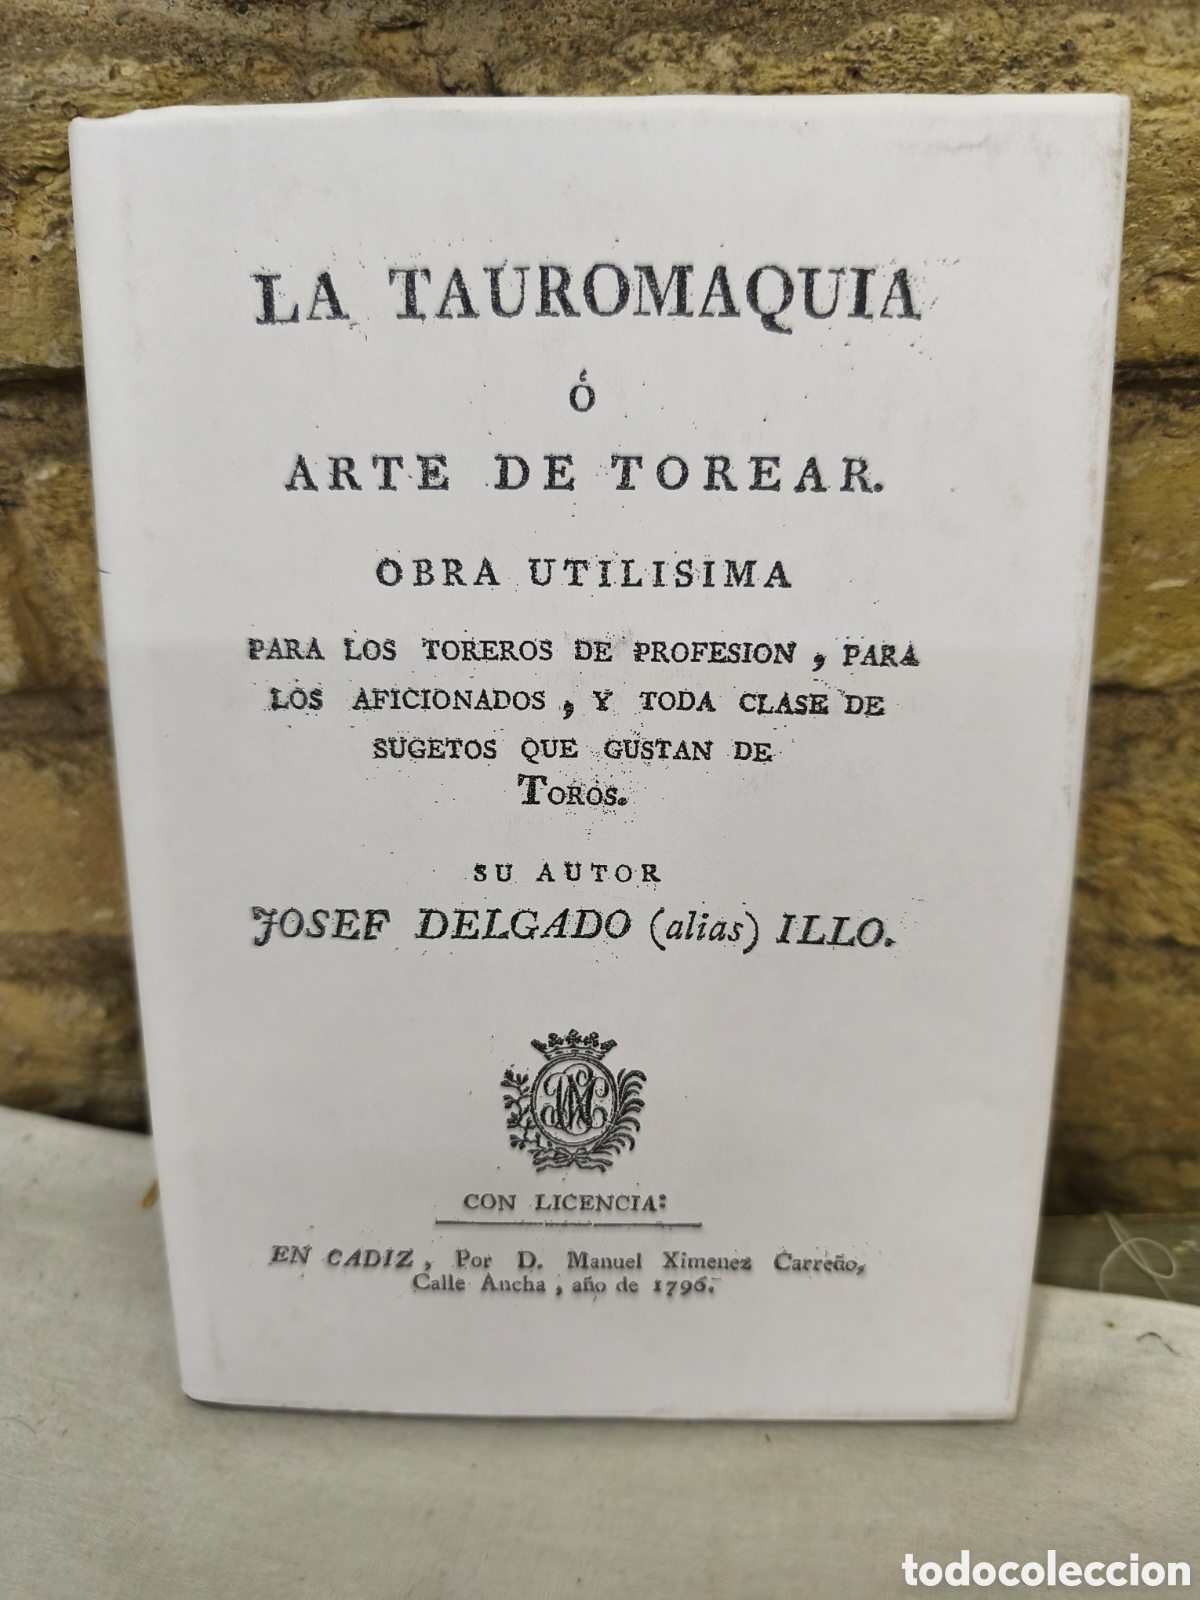 LA TAUROMAQUIA
Ó
ARTE DE TOREAR.
OBRA UTILISIMA
PARA LOS TOREROS DE PROFESION, PARA
LOS AFICIONADOS, Y TODA CLASE DE
SUGETOS QUE GUSTAN DE
TOROS.
SU AUTOR
JOSEF DELGADO (alias) ILLO.
CON LICENCIA:
EN CADIZ, Por D. Manuel Ximenez Carreño,
Calle Ancha, año de 1796.
todocoleccion